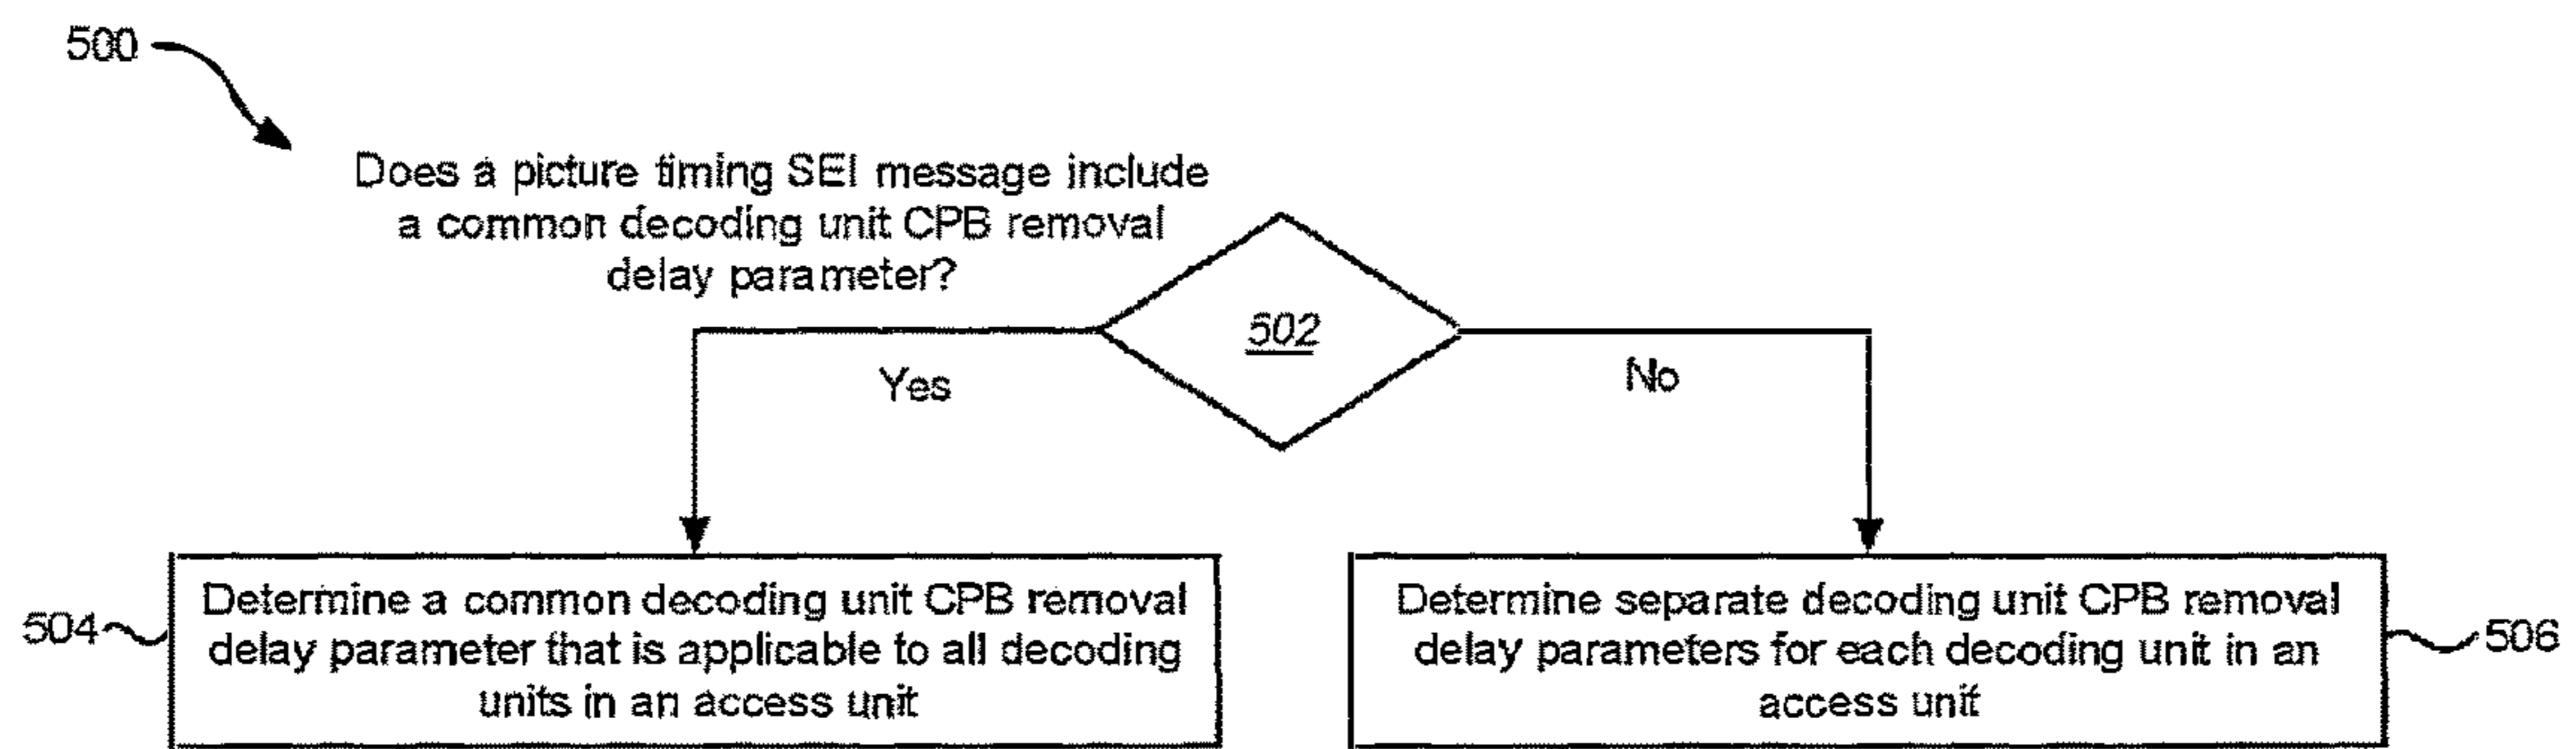 500
Does a picture timing SEI message include
a common decoding unit CPB removal
delay parameter?
502
Yes
No
504
Determine a common decoding unit CPB removal
delay parameter that is applicable to all decoding
units in an access unit
Determine separate decoding unit CPB removal
delay parameters for each decoding unit in an
access unit
506